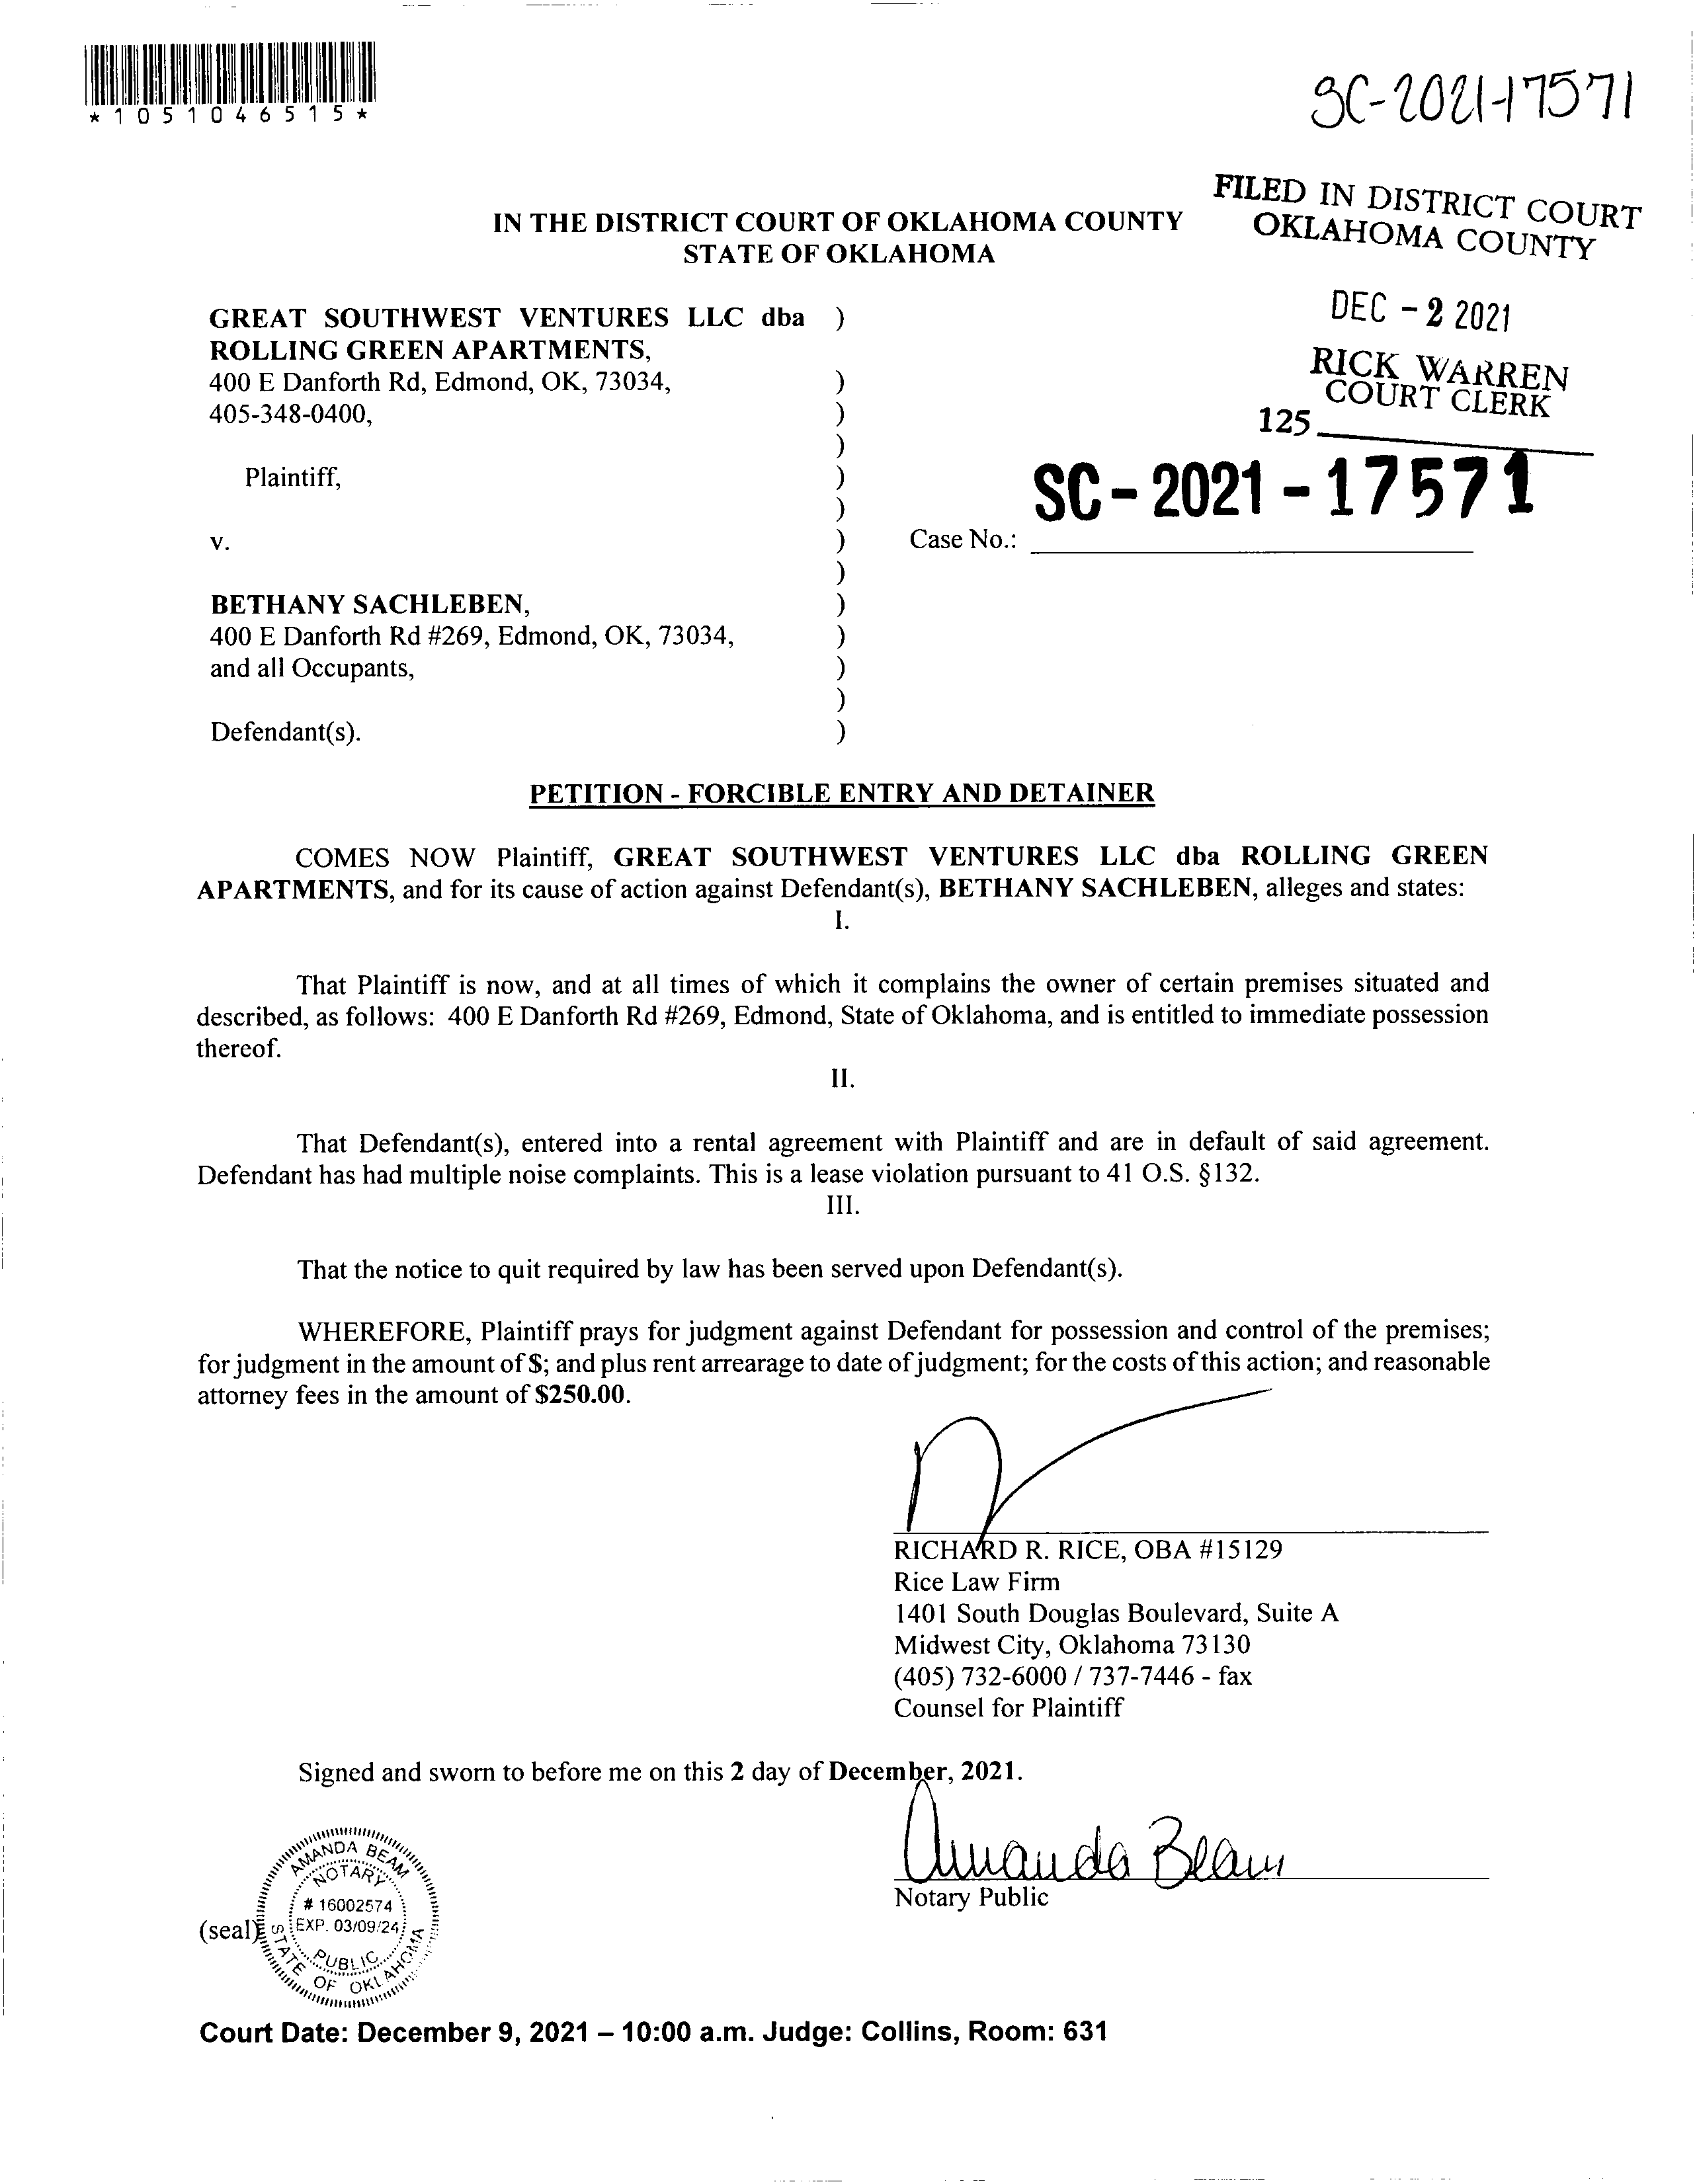 *1051046515*
SC-2021-17571
FILED IN DISTRICT COURT
OKLAHOMA COUNTY
IN THE DISTRICT COURT OF OKLAHOMA COUNTY
STATE OF OKLAHOMA
DEC - 2 2021
RICK WARREN
COURT CLERK
125
SC - 2021 - 17571
Case No.:
GREAT SOUTHWEST VENTURES LLC dba )
ROLLING GREEN APARTMENTS,
400 E Danforth Rd, Edmond, OK, 73034, )
405-348-0400, )
)
Plaintiff, )
)
v. )
)
BETHANY SACHLEBEN, )
400 E Danforth Rd #269, Edmond, OK, 73034, )
and all Occupants, )
)
Defendant(s). )
PETITION - FORCIBLE ENTRY AND DETAINER
COMES NOW Plaintiff, GREAT SOUTHWEST VENTURES LLC dba ROLLING GREEN
APARTMENTS, and for its cause of action against Defendant(s), BETHANY SACHLEBEN, alleges and states:
I.
That Plaintiff is now, and at all times of which it complains the owner of certain premises situated and
described, as follows: 400 E Danforth Rd #269, Edmond, State of Oklahoma, and is entitled to immediate possession
thereof.
II.
That Defendant(s), entered into a rental agreement with Plaintiff and are in default of said agreement.
Defendant has had multiple noise complaints. This is a lease violation pursuant to 41 O.S. §132.
III.
That the notice to quit required by law has been served upon Defendant(s).
WHEREFORE, Plaintiff prays for judgment against Defendant for possession and control of the premises;
for judgment in the amount of $; and plus rent arrearage to date of judgment; for the costs of this action; and reasonable
attorney fees in the amount of $250.00.
RICHARD R. RICE, OBA #15129
Rice Law Firm
1401 South Douglas Boulevard, Suite A
Midwest City, Oklahoma 73130
(405) 732-6000 / 737-7446 - fax
Counsel for Plaintiff
Signed and sworn to before me on this 2 day of December, 2021.
Amanda Beam
Notary Public
(seal)
AMANDA BEAM
NOTARY
# 16002574
EXP. 03/09/24
PUBLIC
STATE OF OKLAHOMA
Court Date: December 9, 2021 – 10:00 a.m. Judge: Collins, Room: 631